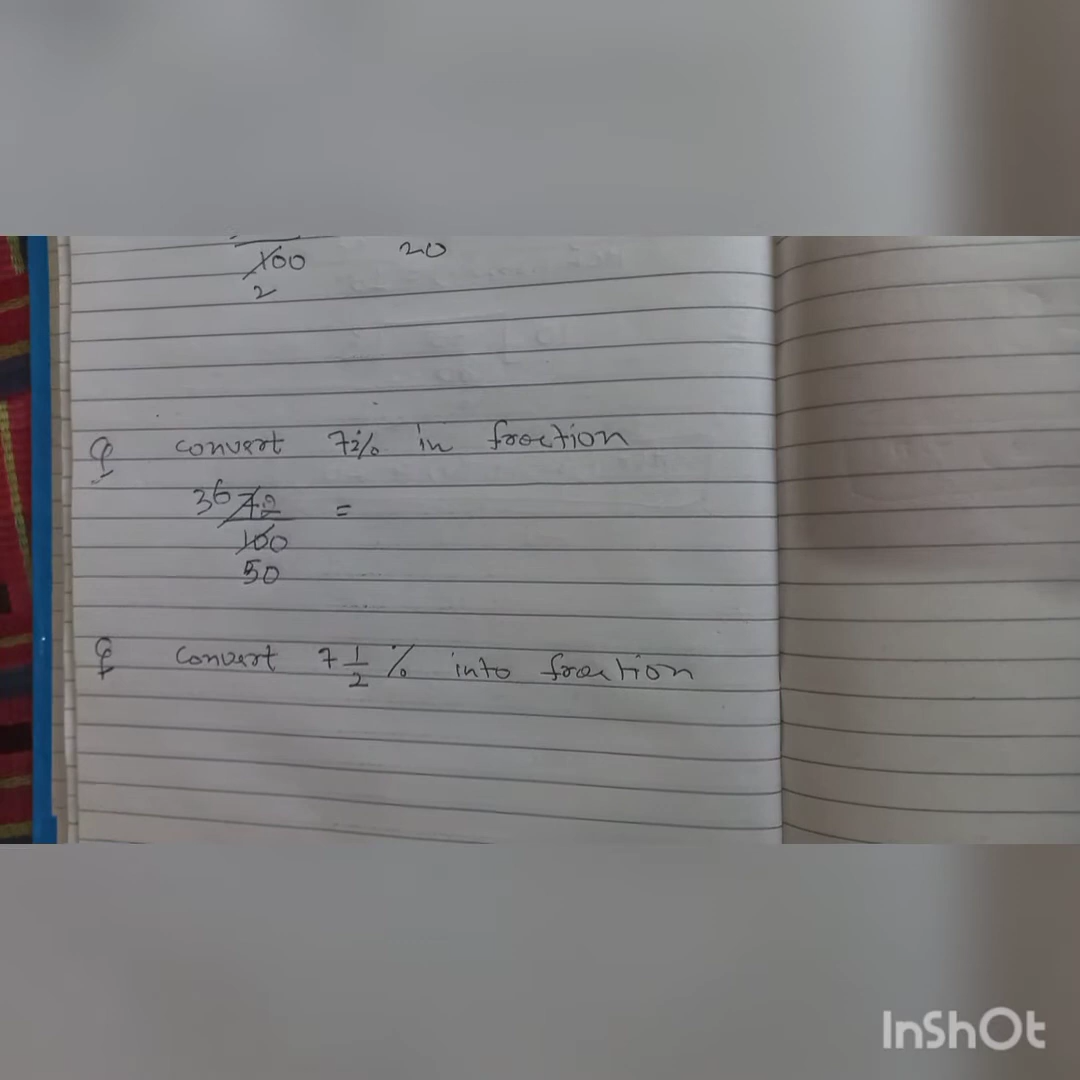 100 20
2
Q convert 72% in fraction
36 72 =
100
50
Q convert 7 1/2 % into fraction
InShOt